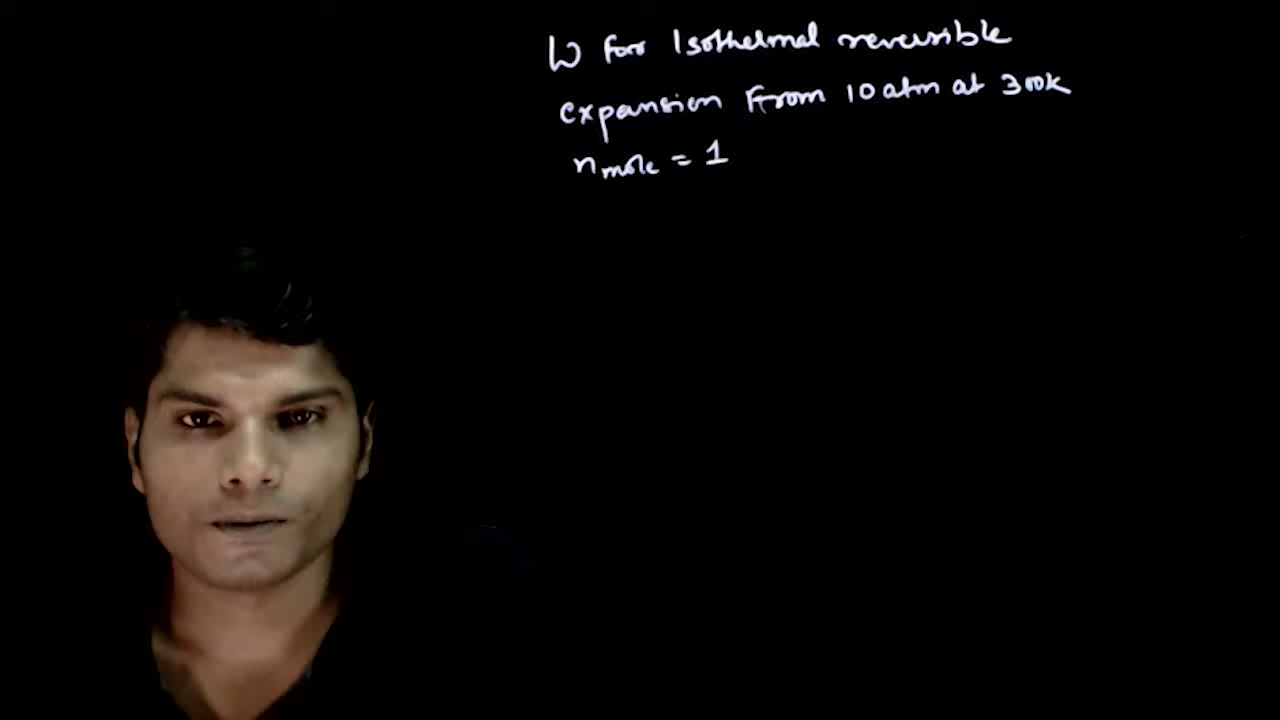 W for Isothermal reversible
expansion From 10 atm at 300k
n mole = 1